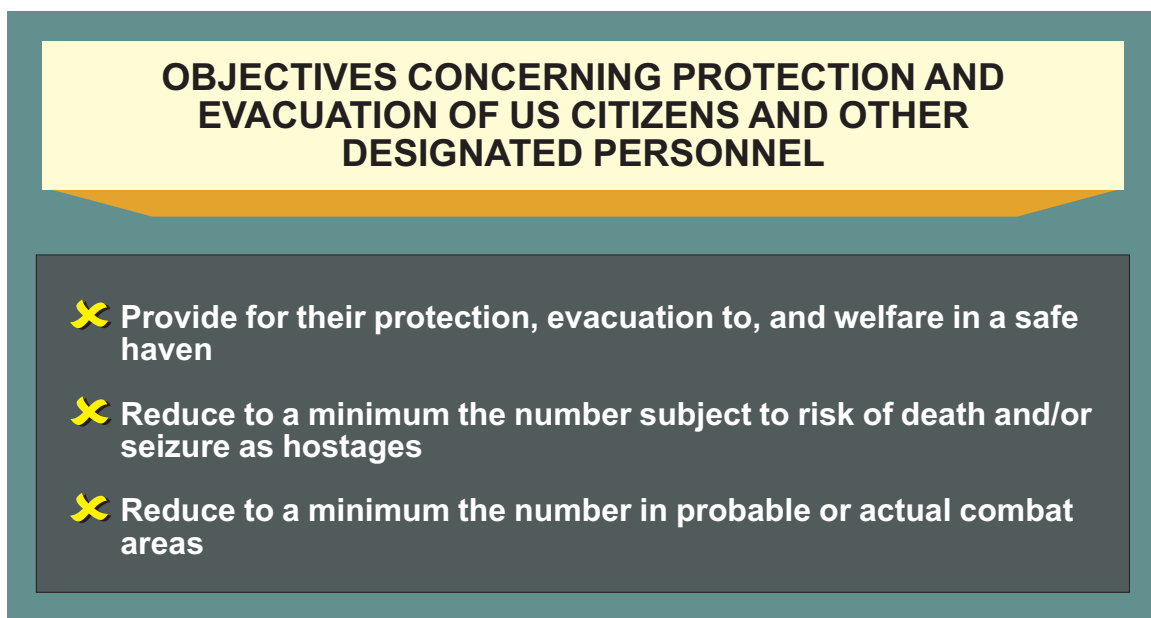 OBJECTIVES CONCERNING PROTECTION AND
EVACUATION OF US CITIZENS AND OTHER
DESIGNATED PERSONNEL
Provide for their protection, evacuation to, and welfare in a safe
haven
Reduce to a minimum the number subject to risk of death and/or
seizure as hostages
Reduce to a minimum the number in probable or actual combat
areas